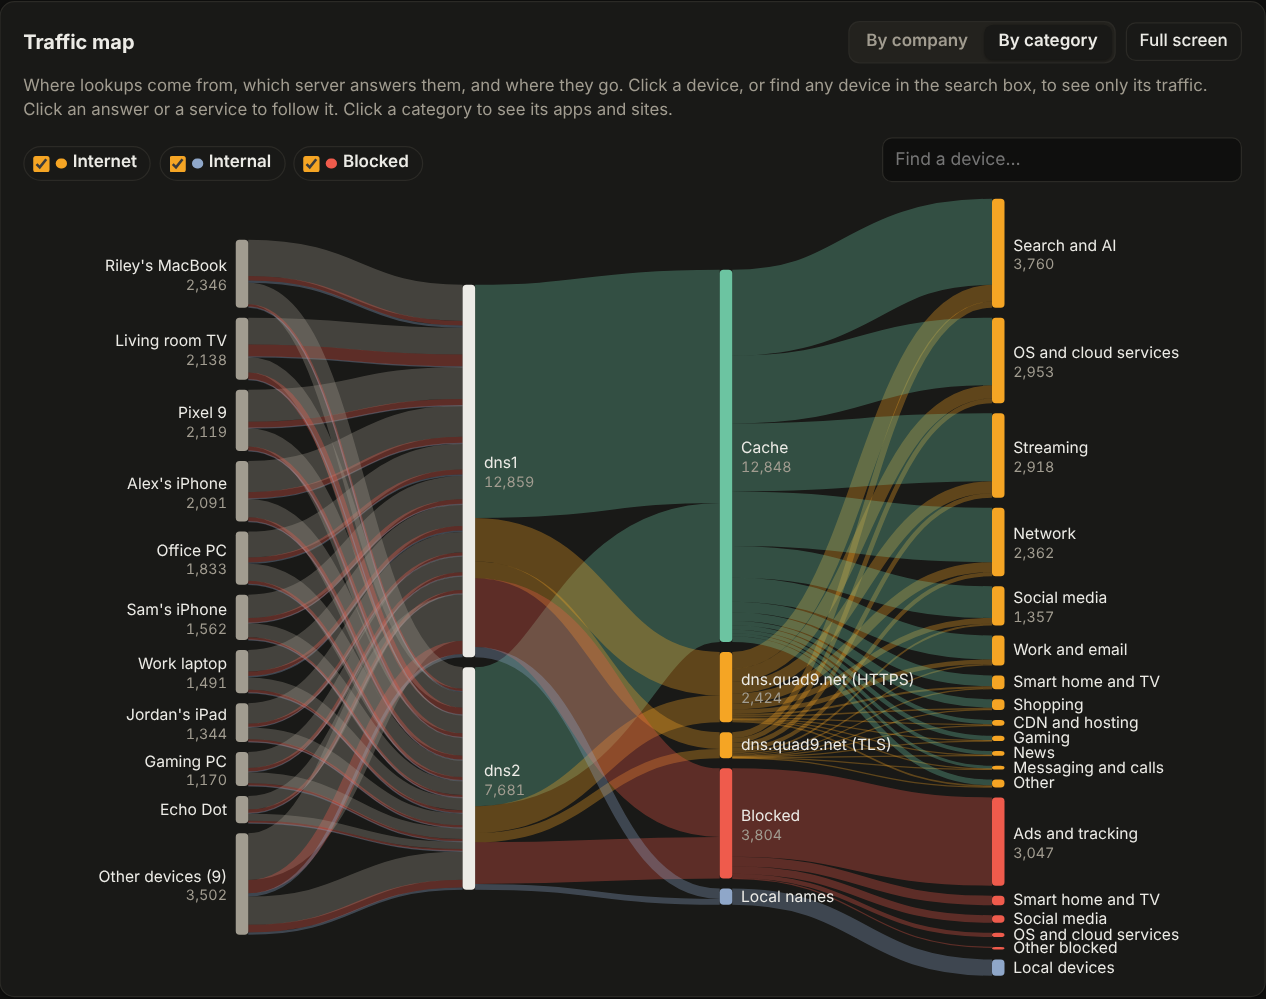 Traffic map
By company
By category
Full screen
Where lookups come from, which server answers them, and where they go. Click a device, or find any device in the search box, to see only its traffic.
Click an answer or a service to follow it. Click a category to see its apps and sites.
Internet
Internal
Blocked
Find a device...
Riley's MacBook
2,346
Living room TV
2,138
Pixel 9
2,119
Alex's iPhone
2,091
Office PC
1,833
Sam's iPhone
1,562
Work laptop
1,491
Jordan's iPad
1,344
Gaming PC
1,170
Echo Dot
Other devices (9)
3,502
dns1
12,859
dns2
7,681
Cache
12,848
dns.quad9.net (HTTPS)
2,424
dns.quad9.net (TLS)
Blocked
3,804
Local names
Search and AI
3,760
OS and cloud services
2,953
Streaming
2,918
Network
2,362
Social media
1,357
Work and email
Smart home and TV
Shopping
CDN and hosting
Gaming
News
Messaging and calls
Other
Ads and tracking
3,047
Smart home and TV
Social media
OS and cloud services
Other blocked
Local devices